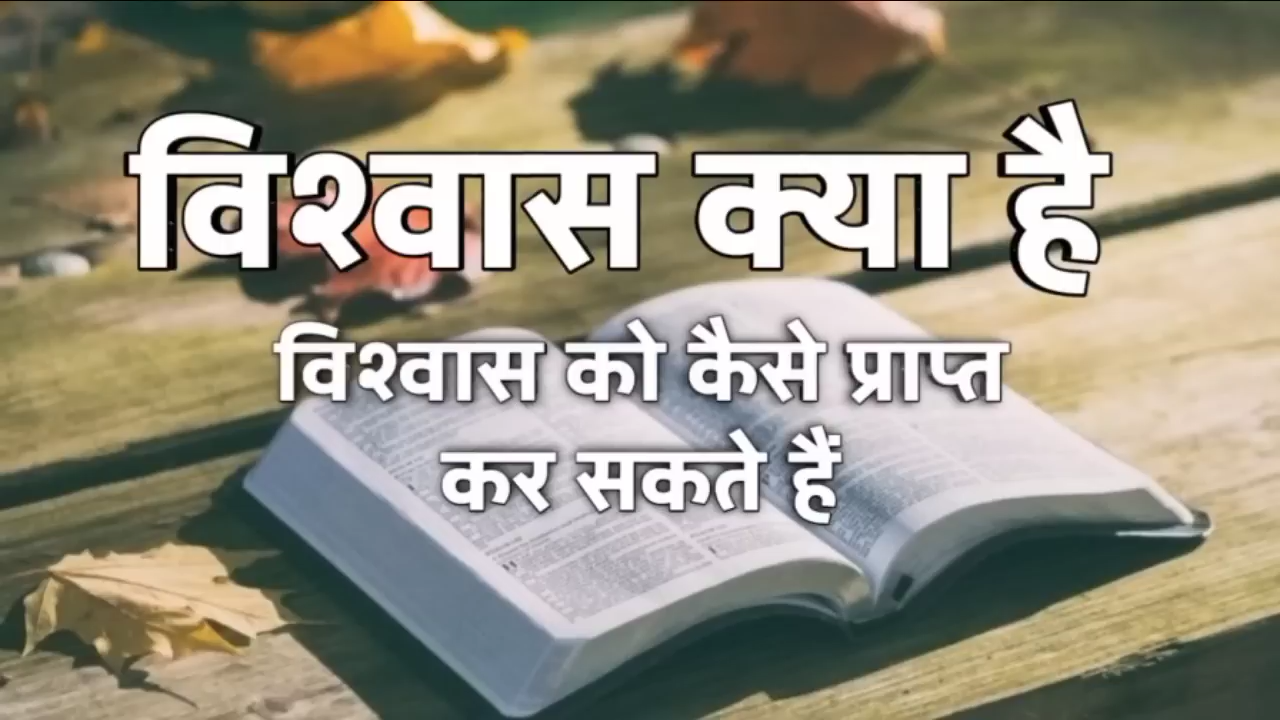 विश्वास क्या है
विश्वास को कैसे प्राप्त
कर सकते हैं